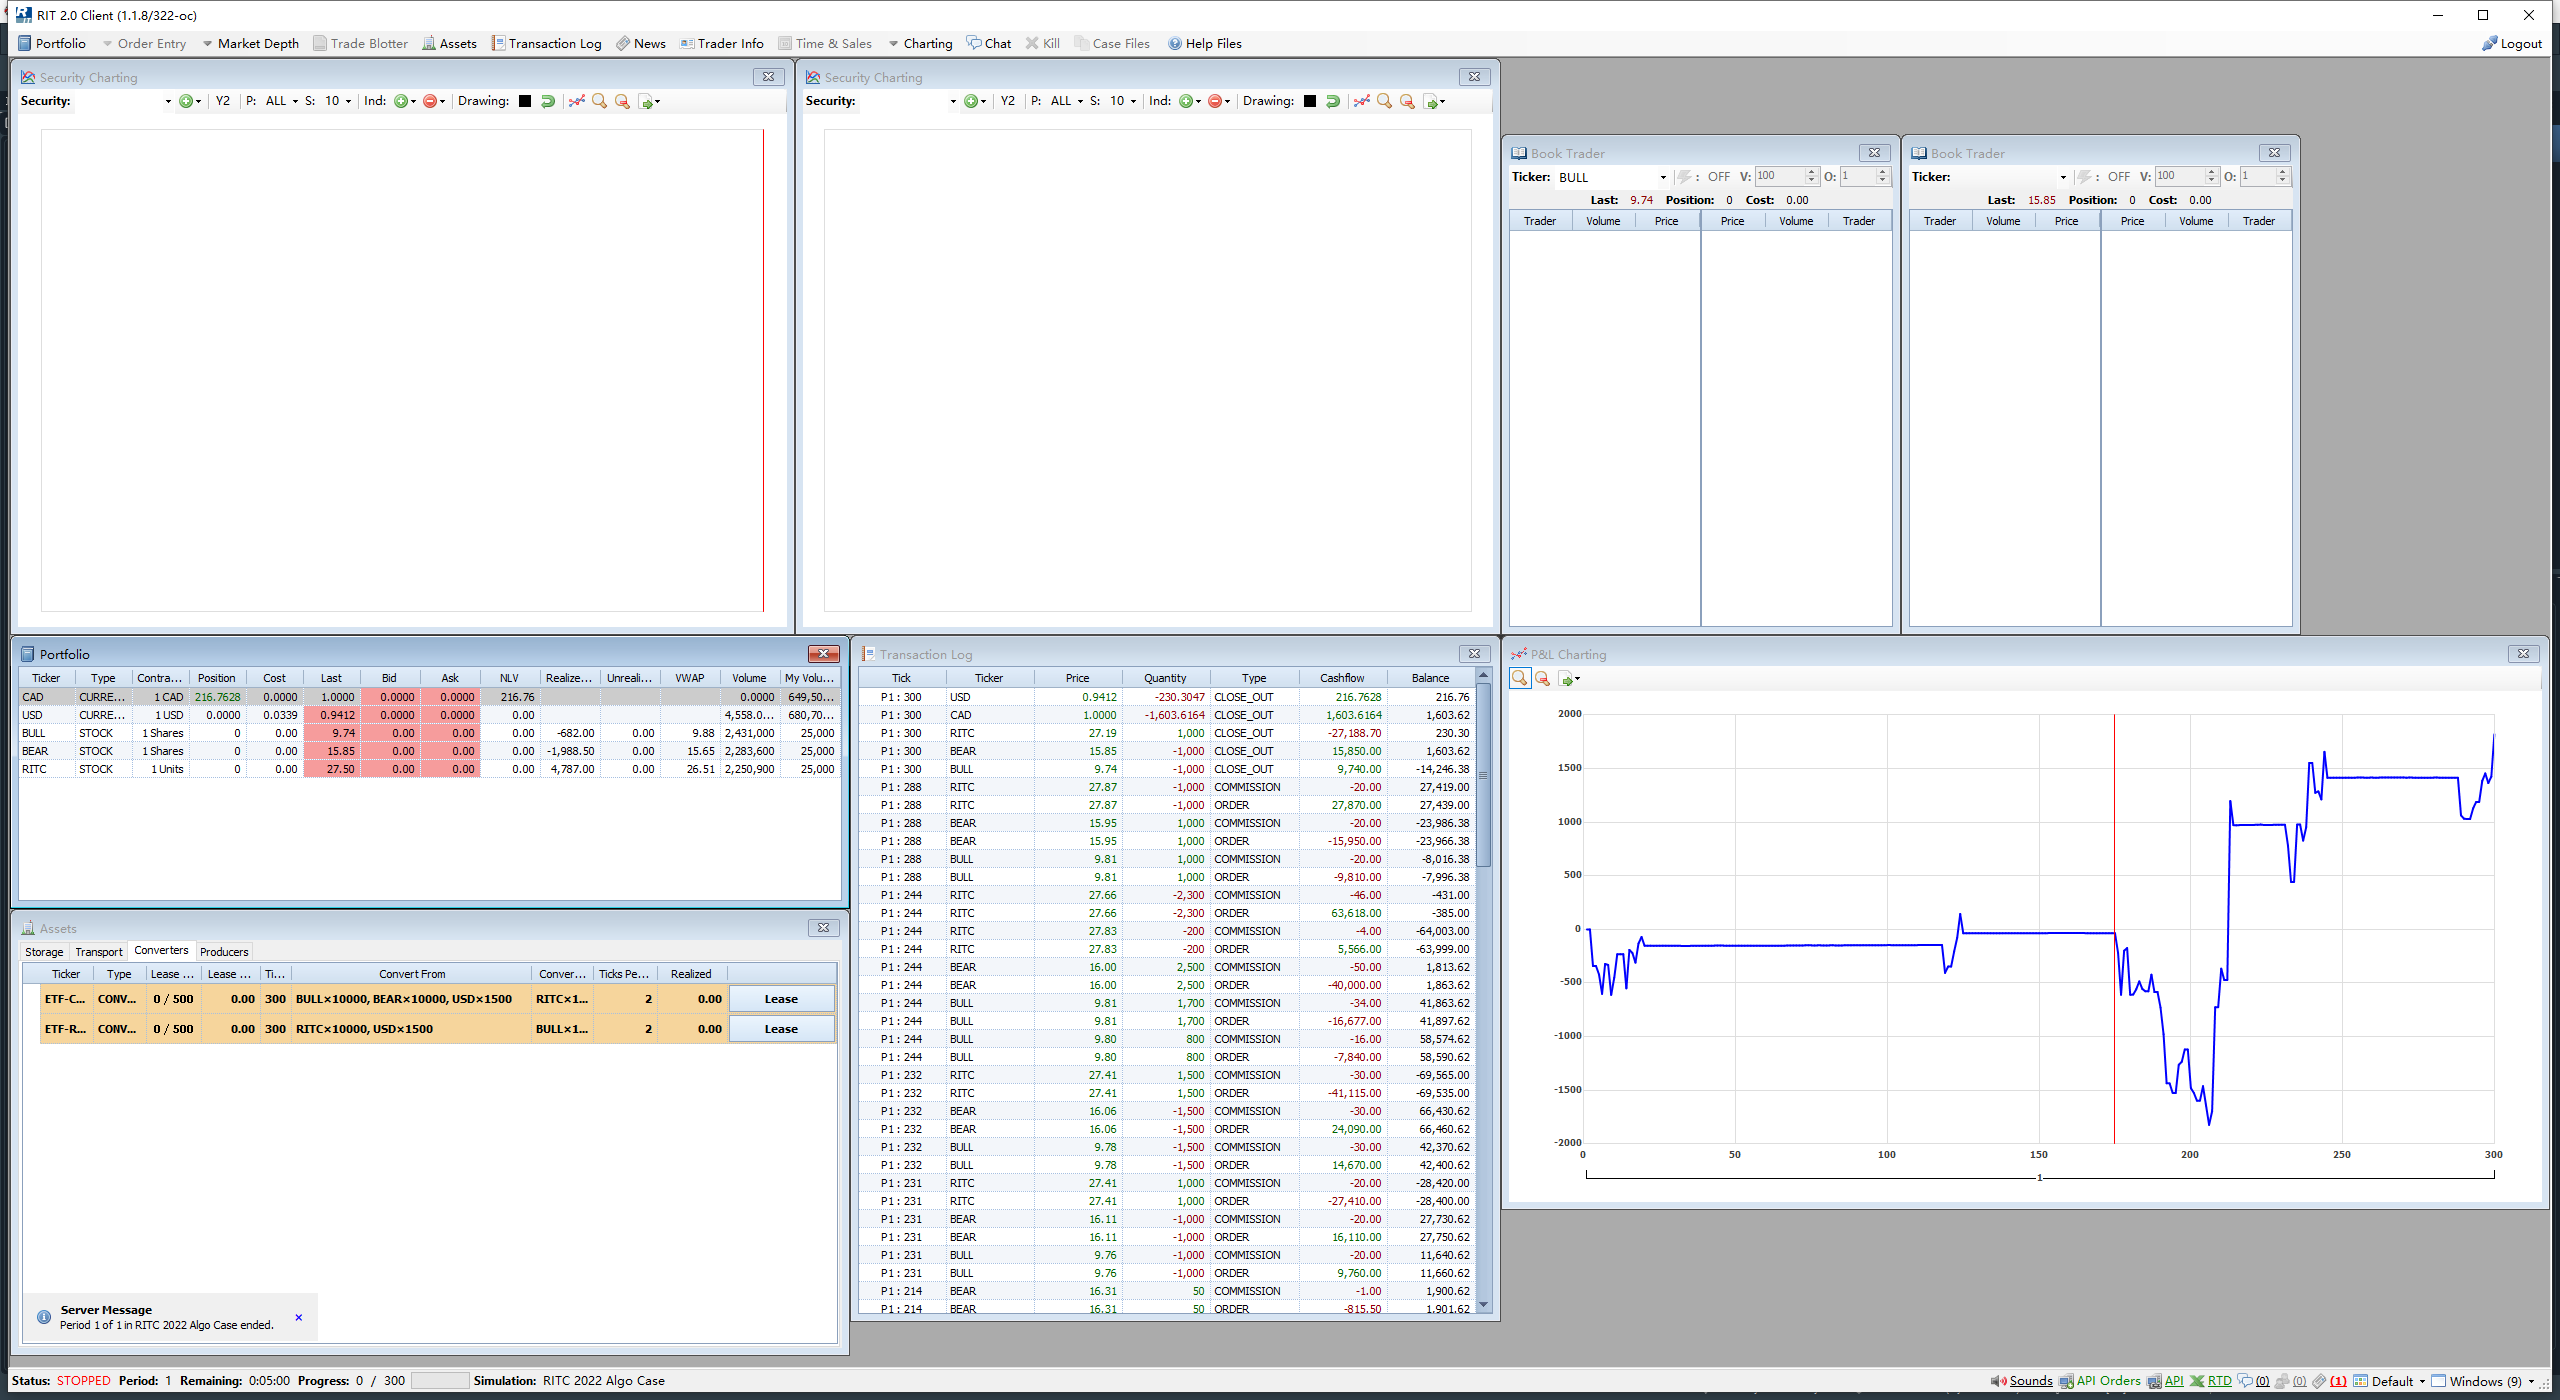 RIT 2.0 Client (1.1.8/322-oc)
Portfolio Order Entry Market Depth Trade Blotter Assets Transaction Log News Trader Info Time & Sales Charting Chat Kill Case Files Help Files Logout
Security Charting
Security: Y2 P: ALL S: 10 Ind: Drawing:
Security Charting
Security: Y2 P: ALL S: 10 Ind: Drawing:
Book Trader
Ticker: BULL : OFF V: 100 O: 1
Last: 9.74 Position: 0 Cost: 0.00
Trader Volume Price Price Volume Trader
Book Trader
Ticker: : OFF V: 100 O: 1
Last: 15.85 Position: 0 Cost: 0.00
Trader Volume Price Price Volume Trader
Portfolio
Ticker Type Contra... Position Cost Last Bid Ask NLV Realize... Unreali... VWAP Volume My Volu...
CAD CURRE... 1 CAD 216.7628 0.0000 1.0000 0.0000 0.0000 216.76 0.0000 649,50...
USD CURRE... 1 USD 0.0000 0.0339 0.9412 0.0000 0.0000 0.00 4,558.0... 680,70...
BULL STOCK 1 Shares 0 0.00 9.74 0.00 0.00 0.00 -682.00 0.00 9.88 2,431,000 25,000
BEAR STOCK 1 Shares 0 0.00 15.85 0.00 0.00 0.00 -1,988.50 0.00 15.65 2,283,600 25,000
RITC STOCK 1 Units 0 0.00 27.50 0.00 0.00 0.00 4,787.00 0.00 26.51 2,250,900 25,000
Assets
Storage Transport Converters Producers
Ticker Type Lease ... Lease ... Ti... Convert From Conver... Ticks Pe... Realized
ETF-C... CONV... 0 / 500 0.00 300 BULL×10000, BEAR×10000, USD×1500 RITC×1... 2 0.00 Lease
ETF-R... CONV... 0 / 500 0.00 300 RITC×10000, USD×1500 BULL×1... 2 0.00 Lease
Server Message
Period 1 of 1 in RITC 2022 Algo Case ended.
Transaction Log
Tick Ticker Price Quantity Type Cashflow Balance
P1 : 300 USD 0.9412 -230.3047 CLOSE_OUT 216.7628 216.76
P1 : 300 CAD 1.0000 -1,603.6164 CLOSE_OUT 1,603.6164 1,603.62
P1 : 300 RITC 27.19 1,000 CLOSE_OUT -27,188.70 230.30
P1 : 300 BEAR 15.85 -1,000 CLOSE_OUT 15,850.00 1,603.62
P1 : 300 BULL 9.74 -1,000 CLOSE_OUT 9,740.00 -14,246.38
P1 : 288 RITC 27.87 -1,000 COMMISSION -20.00 27,419.00
P1 : 288 RITC 27.87 -1,000 ORDER 27,870.00 27,439.00
P1 : 288 BEAR 15.95 1,000 COMMISSION -20.00 -23,986.38
P1 : 288 BEAR 15.95 1,000 ORDER -15,950.00 -23,966.38
P1 : 288 BULL 9.81 1,000 COMMISSION -20.00 -8,016.38
P1 : 288 BULL 9.81 1,000 ORDER -9,810.00 -7,996.38
P1 : 244 RITC 27.66 -2,300 COMMISSION -46.00 -431.00
P1 : 244 RITC 27.66 -2,300 ORDER 63,618.00 -385.00
P1 : 244 RITC 27.83 -200 COMMISSION -4.00 -64,003.00
P1 : 244 RITC 27.83 -200 ORDER 5,566.00 -63,999.00
P1 : 244 BEAR 16.00 2,500 COMMISSION -50.00 1,813.62
P1 : 244 BEAR 16.00 2,500 ORDER -40,000.00 1,863.62
P1 : 244 BULL 9.81 1,700 COMMISSION -34.00 41,863.62
P1 : 244 BULL 9.81 1,700 ORDER -16,677.00 41,897.62
P1 : 244 BULL 9.80 800 COMMISSION -16.00 58,574.62
P1 : 244 BULL 9.80 800 ORDER -7,840.00 58,590.62
P1 : 232 RITC 27.41 1,500 COMMISSION -30.00 -69,565.00
P1 : 232 RITC 27.41 1,500 ORDER -41,115.00 -69,535.00
P1 : 232 BEAR 16.06 -1,500 COMMISSION -30.00 66,430.62
P1 : 232 BEAR 16.06 -1,500 ORDER 24,090.00 66,460.62
P1 : 232 BULL 9.78 -1,500 COMMISSION -30.00 42,370.62
P1 : 232 BULL 9.78 -1,500 ORDER 14,670.00 42,400.62
P1 : 231 RITC 27.41 1,000 COMMISSION -20.00 -28,420.00
P1 : 231 RITC 27.41 1,000 ORDER -27,410.00 -28,400.00
P1 : 231 BEAR 16.11 -1,000 COMMISSION -20.00 27,730.62
P1 : 231 BEAR 16.11 -1,000 ORDER 16,110.00 27,750.62
P1 : 231 BULL 9.76 -1,000 COMMISSION -20.00 11,640.62
P1 : 231 BULL 9.76 -1,000 ORDER 9,760.00 11,660.62
P1 : 214 BEAR 16.31 50 COMMISSION -1.00 1,900.62
P1 : 214 BEAR 16.31 50 ORDER -815.50 1,901.62
P&L Charting
2000
1500
1000
500
0
-500
-1000
-1500
-2000
0 50 100 150 200 250 300
1
Status: STOPPED Period: 1 Remaining: 0:05:00 Progress: 0 / 300 Simulation: RITC 2022 Algo Case
Sounds API Orders API RTD (0) (0) (1) Default Windows (9)